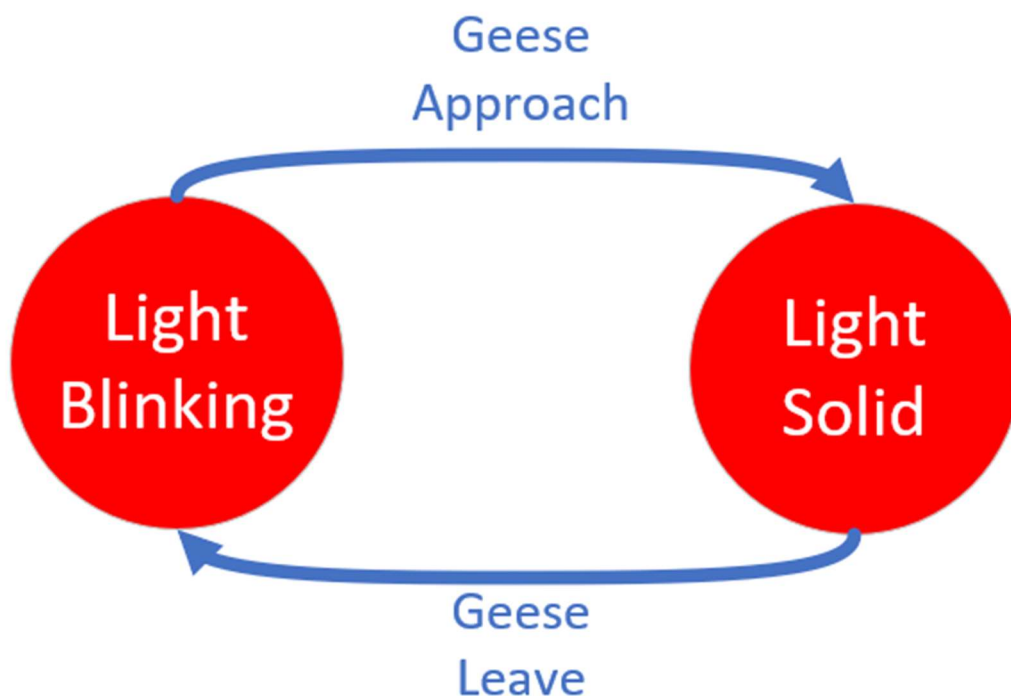 Geese
Approach
Light
Blinking
Light
Solid
Geese
Leave